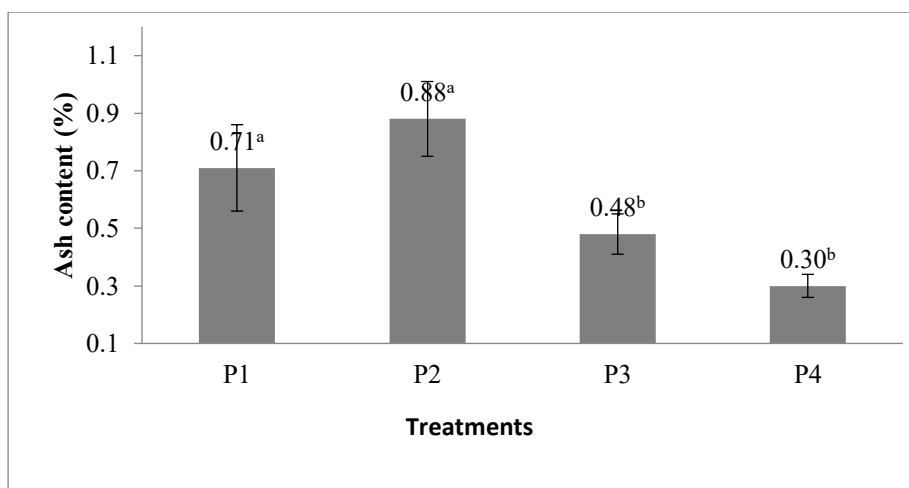 Ash content (%)
1.1
0.9
0.7
0.5
0.3
0.1
0.71ᵃ
0.88ᵃ
0.48ᵇ
0.30ᵇ
P1 P2 P3 P4
Treatments